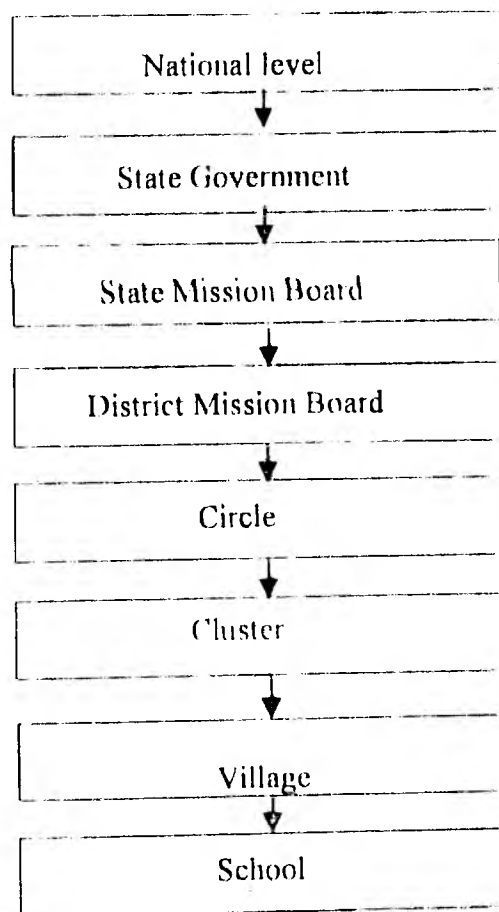 National level
State Government
State Mission Board
District Mission Board
Circle
Cluster
Village
School